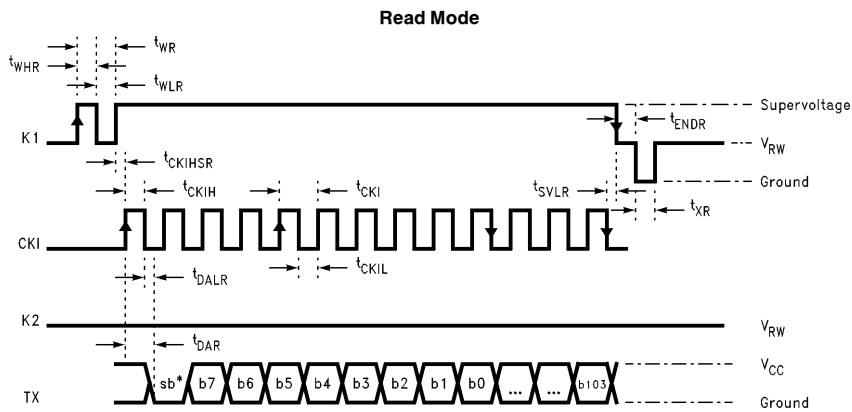 Read Mode
tWR
tWHR
tWLR
Supervoltage
tENDR
K1
VRW
tCKIHSR
tCKIH
tCKI
tSVLR
Ground
tXR
CKI
tDALR
tCKIL
K2
VRW
tDAR
VCC
TX
sb* b7 b6 b5 b4 b3 b2 b1 b0 ... ... b103
Ground